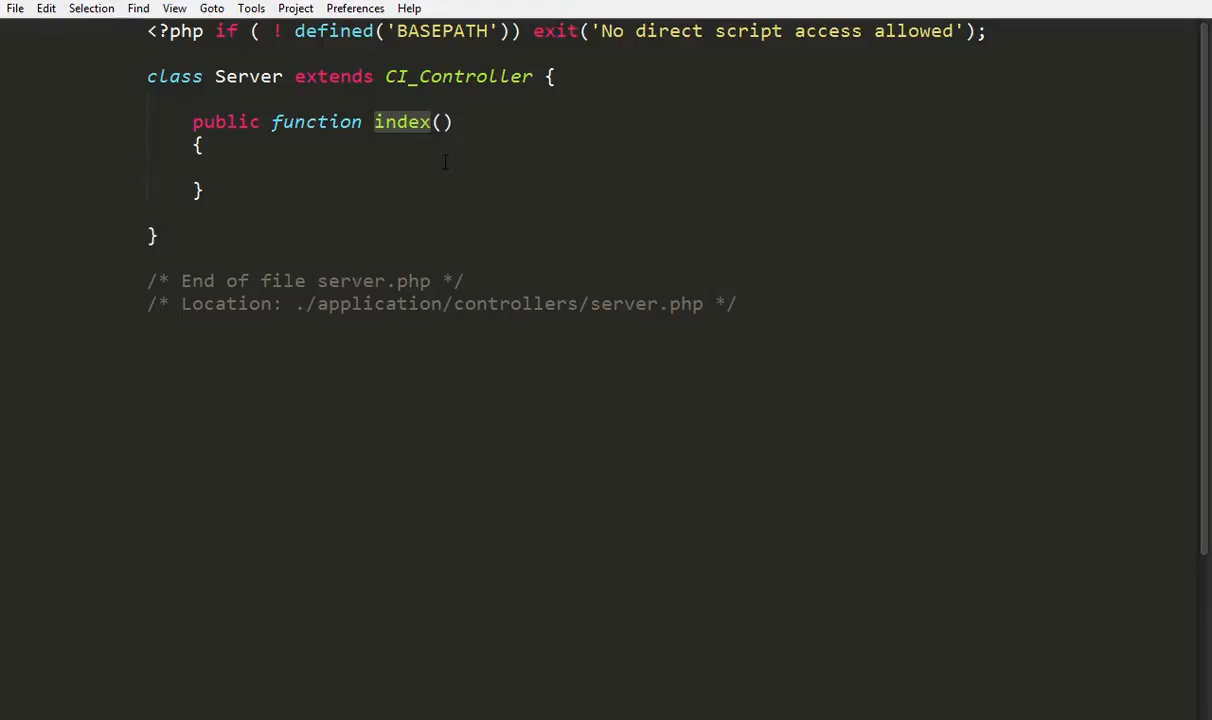 File Edit Selection Find View Goto Tools Project Preferences Help
<?php if ( ! defined('BASEPATH')) exit('No direct script access allowed');
class Server extends CI_Controller {
public function index()
{
}
}
/* End of file server.php */
/* Location: ./application/controllers/server.php */